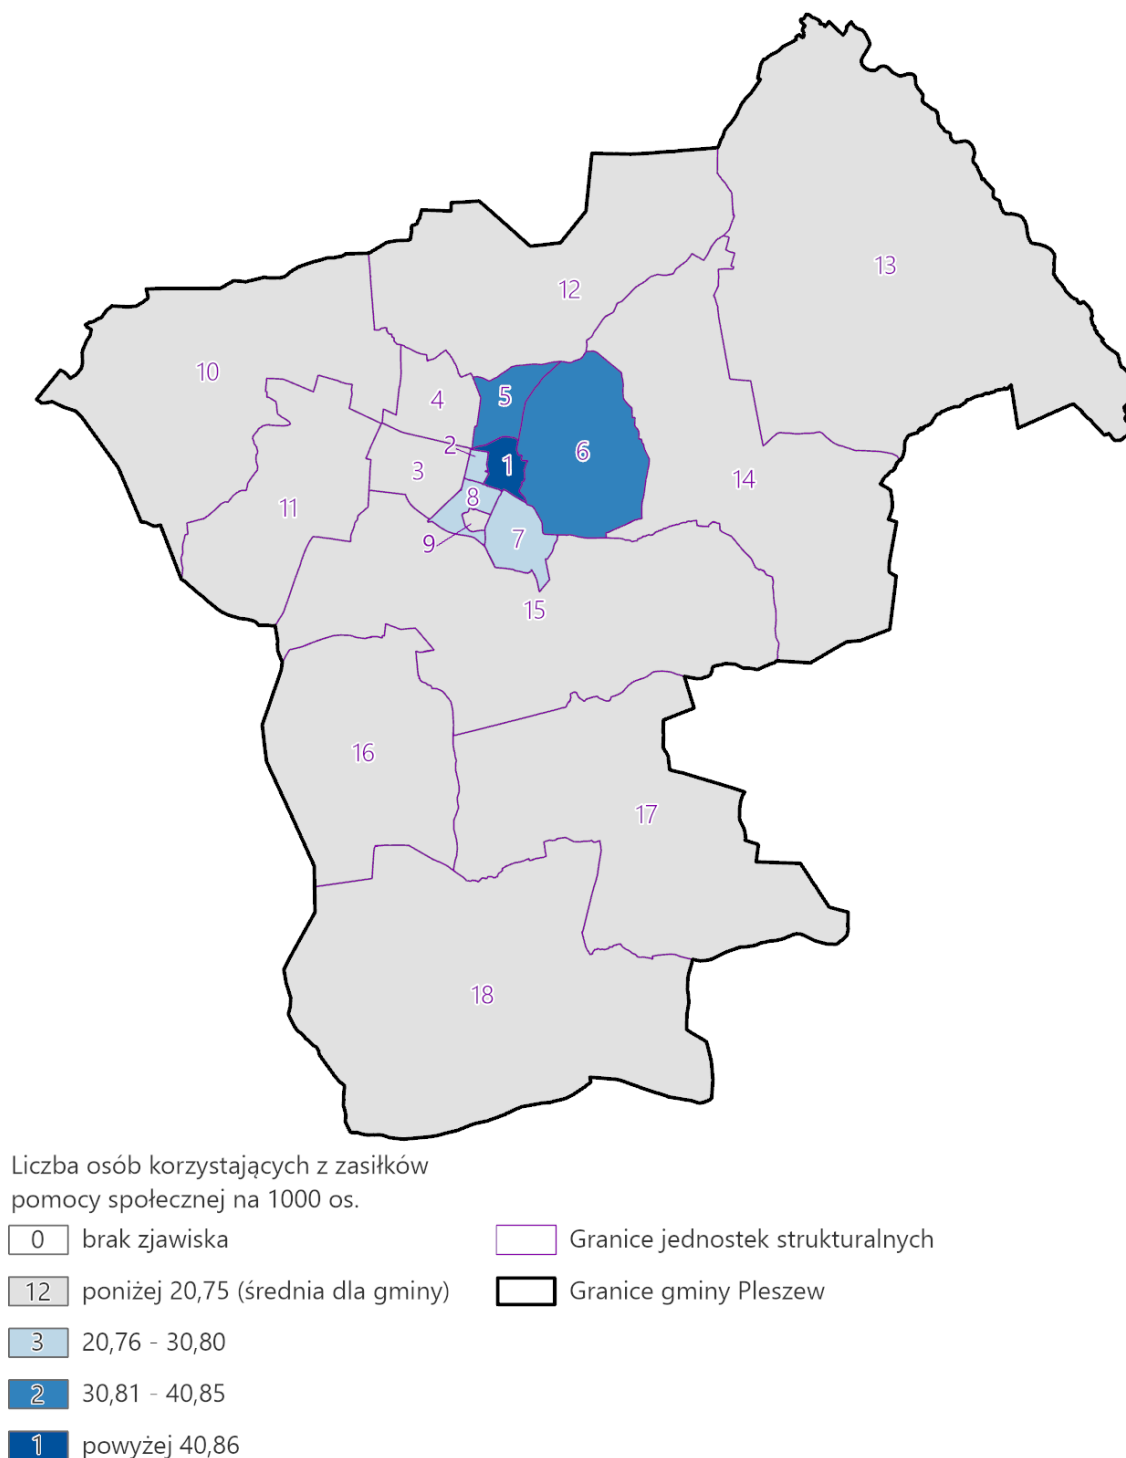 13
12
10
4
5
2
6
1
3
14
8
11
7
9
15
16
17
18
Liczba osób korzystających z zasiłków
pomocy społecznej na 1000 os.
0 brak zjawiska
Granice jednostek strukturalnych
12 poniżej 20,75 (średnia dla gminy)
Granice gminy Pleszew
3 20,76 - 30,80
2 30,81 - 40,85
1 powyżej 40,86